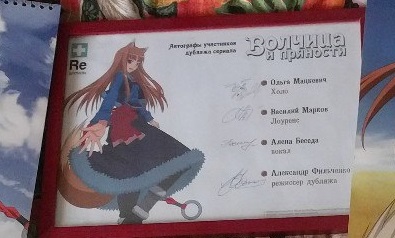 Re
Автографы участников
дубляжа сериала
Волчица
и пряности
Ольга Мацкович
Холо
Василий Марков
Лоуренс
Алена Беседа
вокал
Александр Фильченко
режиссер дубляжа